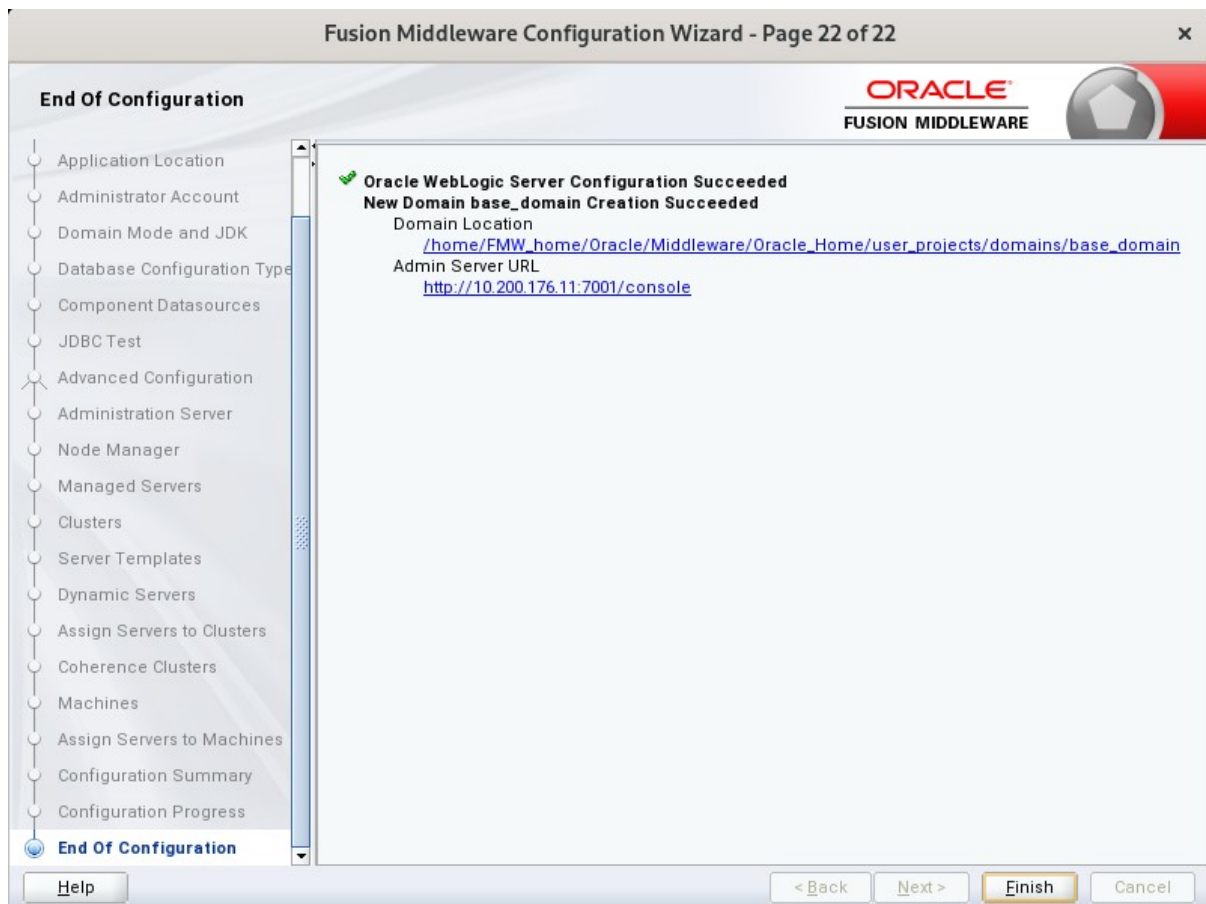 Fusion Middleware Configuration Wizard - Page 22 of 22
×
End Of Configuration
ORACLE
FUSION MIDDLEWARE
Application Location
Administrator Account
Domain Mode and JDK
Database Configuration Type
Component Datasources
JDBC Test
Advanced Configuration
Administration Server
Node Manager
Managed Servers
Clusters
Server Templates
Dynamic Servers
Assign Servers to Clusters
Coherence Clusters
Machines
Assign Servers to Machines
Configuration Summary
Configuration Progress
End Of Configuration
Oracle WebLogic Server Configuration Succeeded
New Domain base_domain Creation Succeeded
Domain Location
/home/FMW_home/Oracle/Middleware/Oracle_Home/user_projects/domains/base_domain
Admin Server URL
http://10.200.176.11:7001/console
Help
< Back
Next >
Finish
Cancel